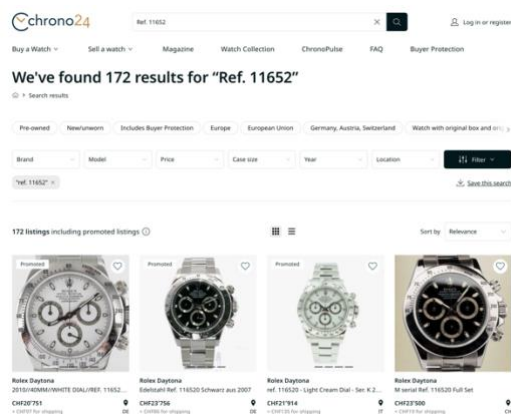 chrono24
Ref. 11652
Log in or register
Buy a Watch
Sell a watch
Magazine
Watch Collection
ChronoPulse
FAQ
Buyer Protection
We've found 172 results for “Ref. 11652”
Search results
Pre-owned
New/unworn
Includes Buyer Protection
Europe
European Union
Germany, Austria, Switzerland
Watch with original box and
Brand
Model
Price
Case size
Year
Location
Filter
"ref. 11652"
Save this search
172 listings including promoted listings
Sort by
Relevance
Promoted
Promoted
Promoted
Rolex Daytona
2010//40MM//WHITE DIAL//REF. 11652...
CHF20'751
DE
Rolex Daytona
Edelstahl Ref. 116520 Schwarz aus 2007
CHF23'756
DE
Rolex Daytona
ref. 116520 - Light Cream Dial - Ser. K 2...
CHF21'914
+ CHF135 for shipping
IT
Rolex Daytona
M serial Ref. 116520 Full Set
CHF23'500